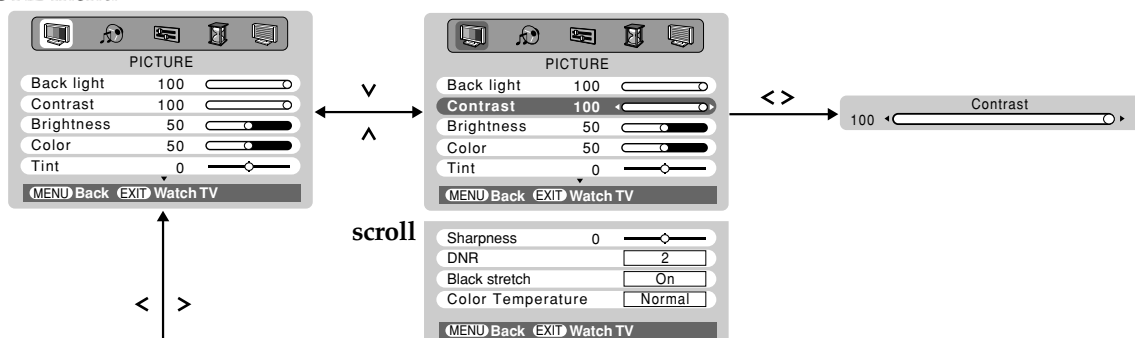 PICTURE
Back light 100
Contrast 100
Brightness 50
Color 50
Tint 0
MENU Back EXIT Watch TV
PICTURE
Back light 100
Contrast 100
Brightness 50
Color 50
Tint 0
MENU Back EXIT Watch TV
Contrast
100
scroll
Sharpness 0
DNR 2
Black stretch On
Color Temperature Normal
MENU Back EXIT Watch TV